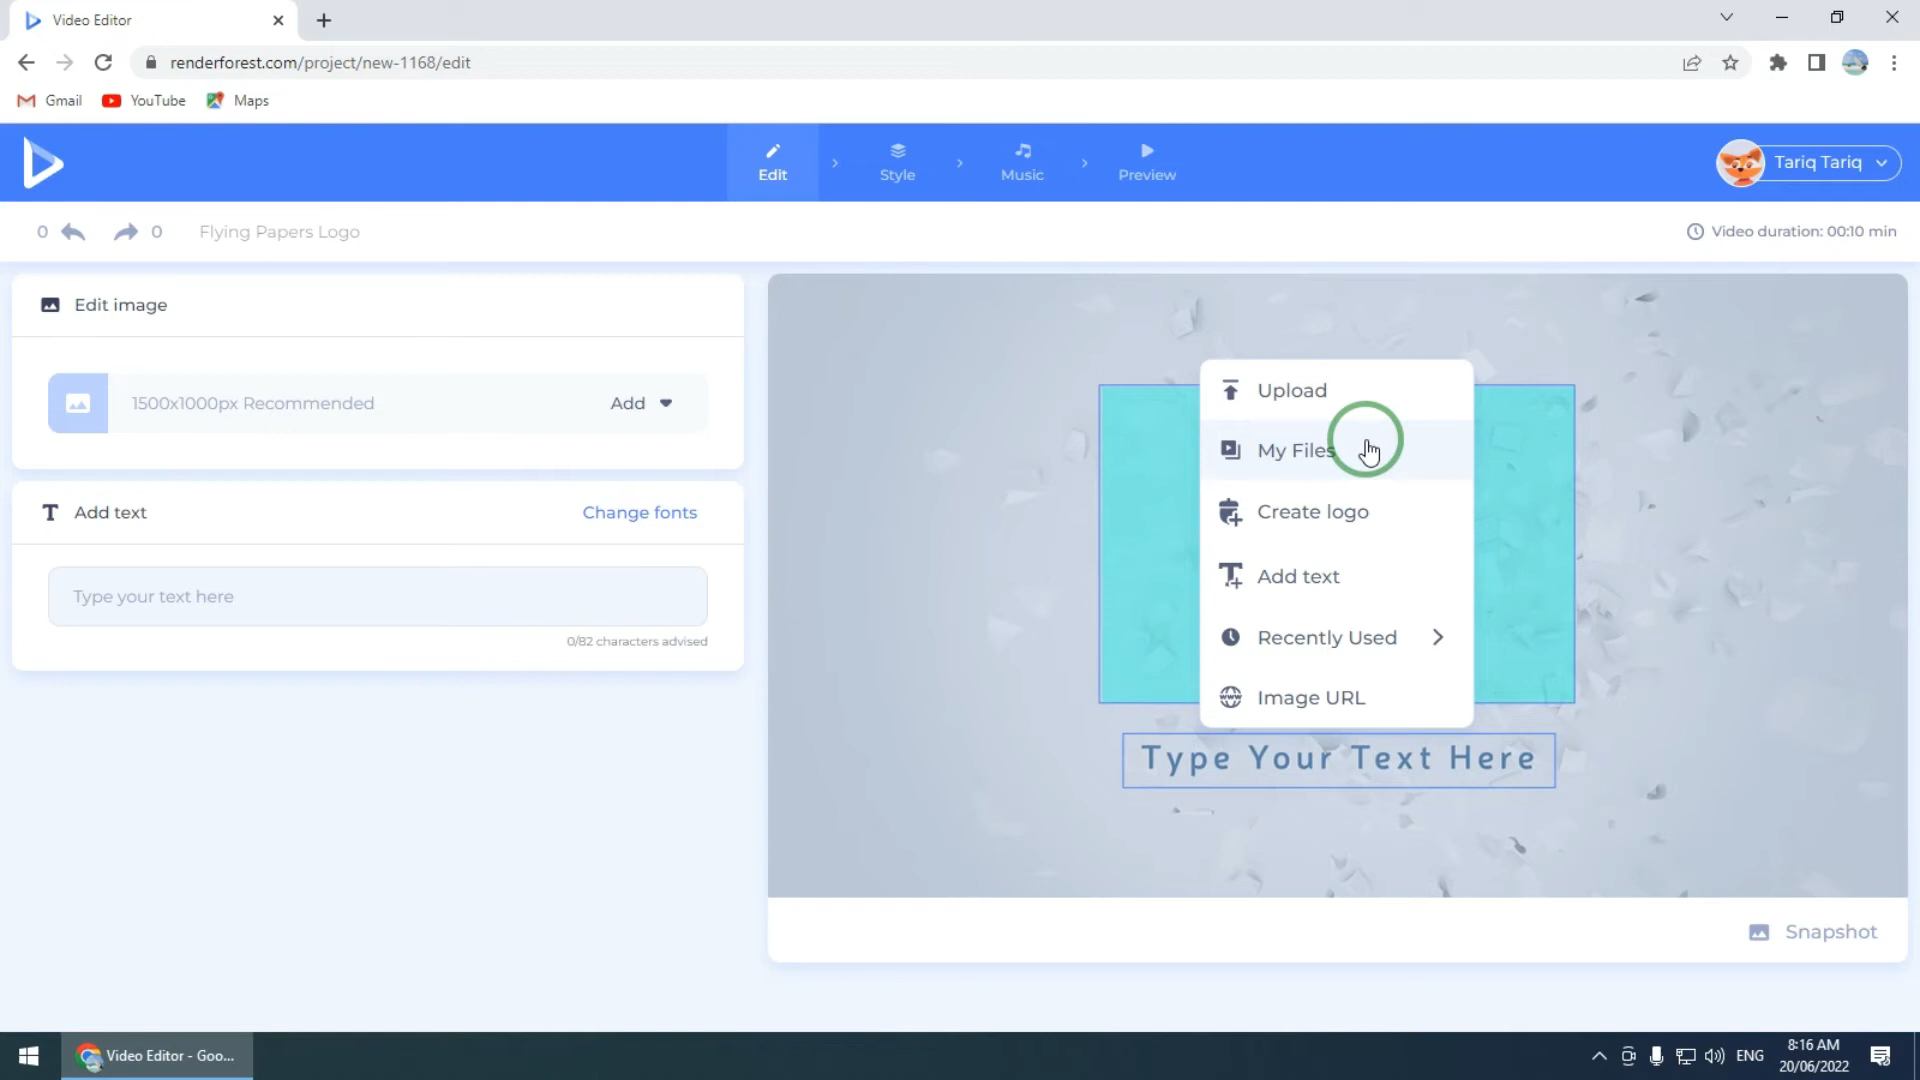 Video Editor
renderforest.com/project/new-1168/edit
Gmail YouTube Maps
Edit Style Music Preview
Tariq Tariq
0 0 Flying Papers Logo
Video duration: 00:10 min
Edit image
1500x1000px Recommended Add
Add text Change fonts
Type your text here
0/82 characters advised
Upload
My Files
Create logo
Add text
Recently Used
Image URL
www
Type Your Text Here
Snapshot
Video Editor - Goo...
ENG
8:16 AM
20/06/2022